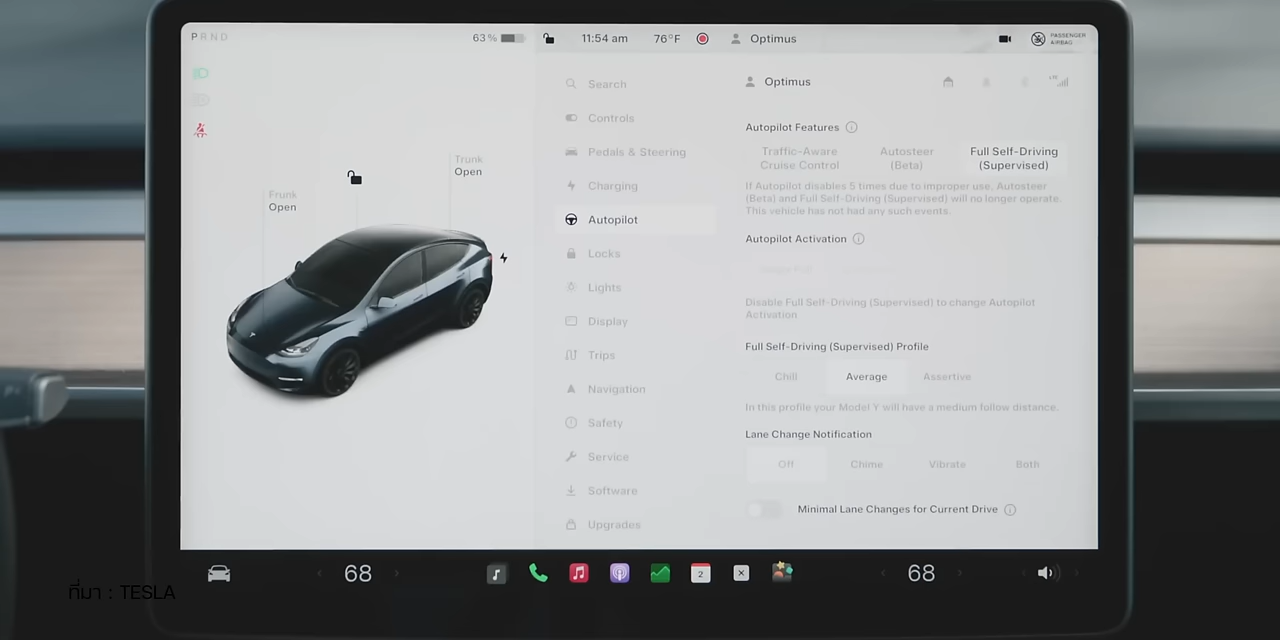 PRND
63 %
11:54 am
76°F
Optimus
PASSENGER
AIRBAG
Trunk
Open
Frunk
Open
Search
Controls
Pedals & Steering
Charging
Autopilot
Locks
Lights
Display
Trips
Navigation
Safety
Service
Software
Upgrades
Optimus
LTE
Autopilot Features
Traffic-Aware
Cruise Control
Autosteer
(Beta)
Full Self-Driving
(Supervised)
If Autopilot disables 5 times due to improper use, Autosteer
(Beta) and Full Self-Driving (Supervised) will no longer operate.
This vehicle has not had any such events.
Autopilot Activation
Disable Full Self-Driving (Supervised) to change Autopilot
Activation
Full Self-Driving (Supervised) Profile
Chill
Average
Assertive
In this profile your Model Y will have a medium follow distance.
Lane Change Notification
Off
Chime
Vibrate
Both
Minimal Lane Changes for Current Drive
68
2
68
ที่มา : TESLA